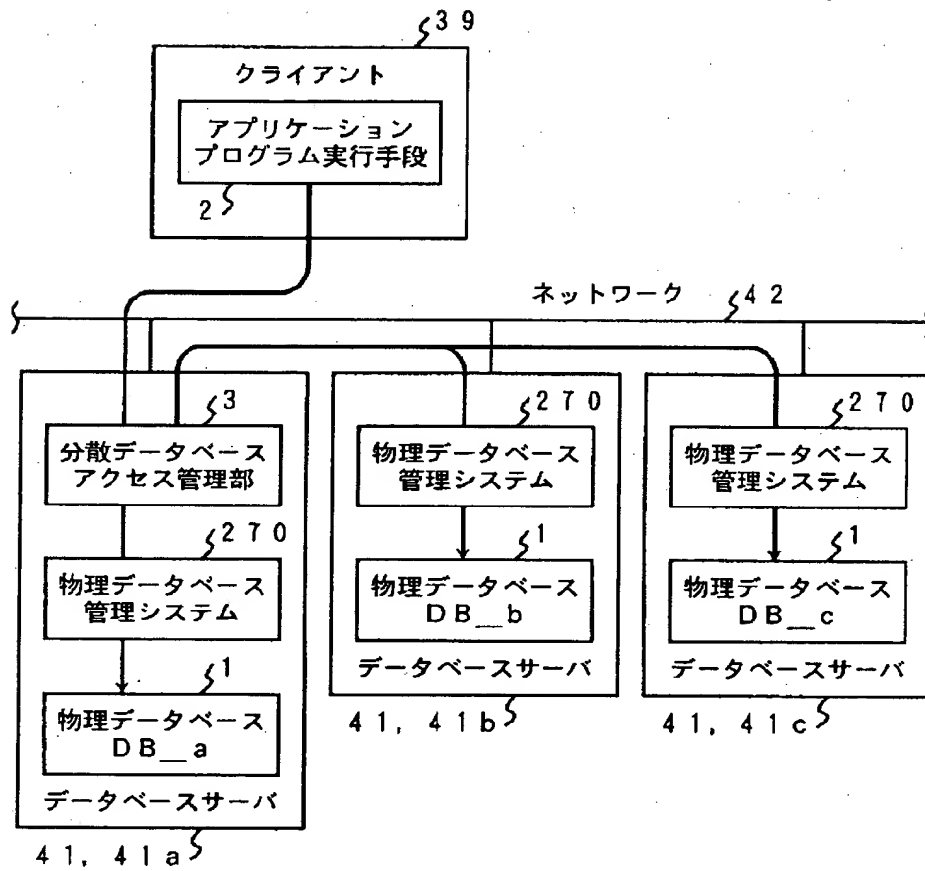 39
クライアント
アプリケーション
プログラム実行手段
2
ネットワーク
42
3
分散データベース
アクセス管理部
270
物理データベース
管理システム
1
物理データベース
DB__a
データベースサーバ
41, 41a
270
物理データベース
管理システム
1
物理データベース
DB__b
データベースサーバ
41, 41b
270
物理データベース
管理システム
1
物理データベース
DB__c
データベースサーバ
41, 41c